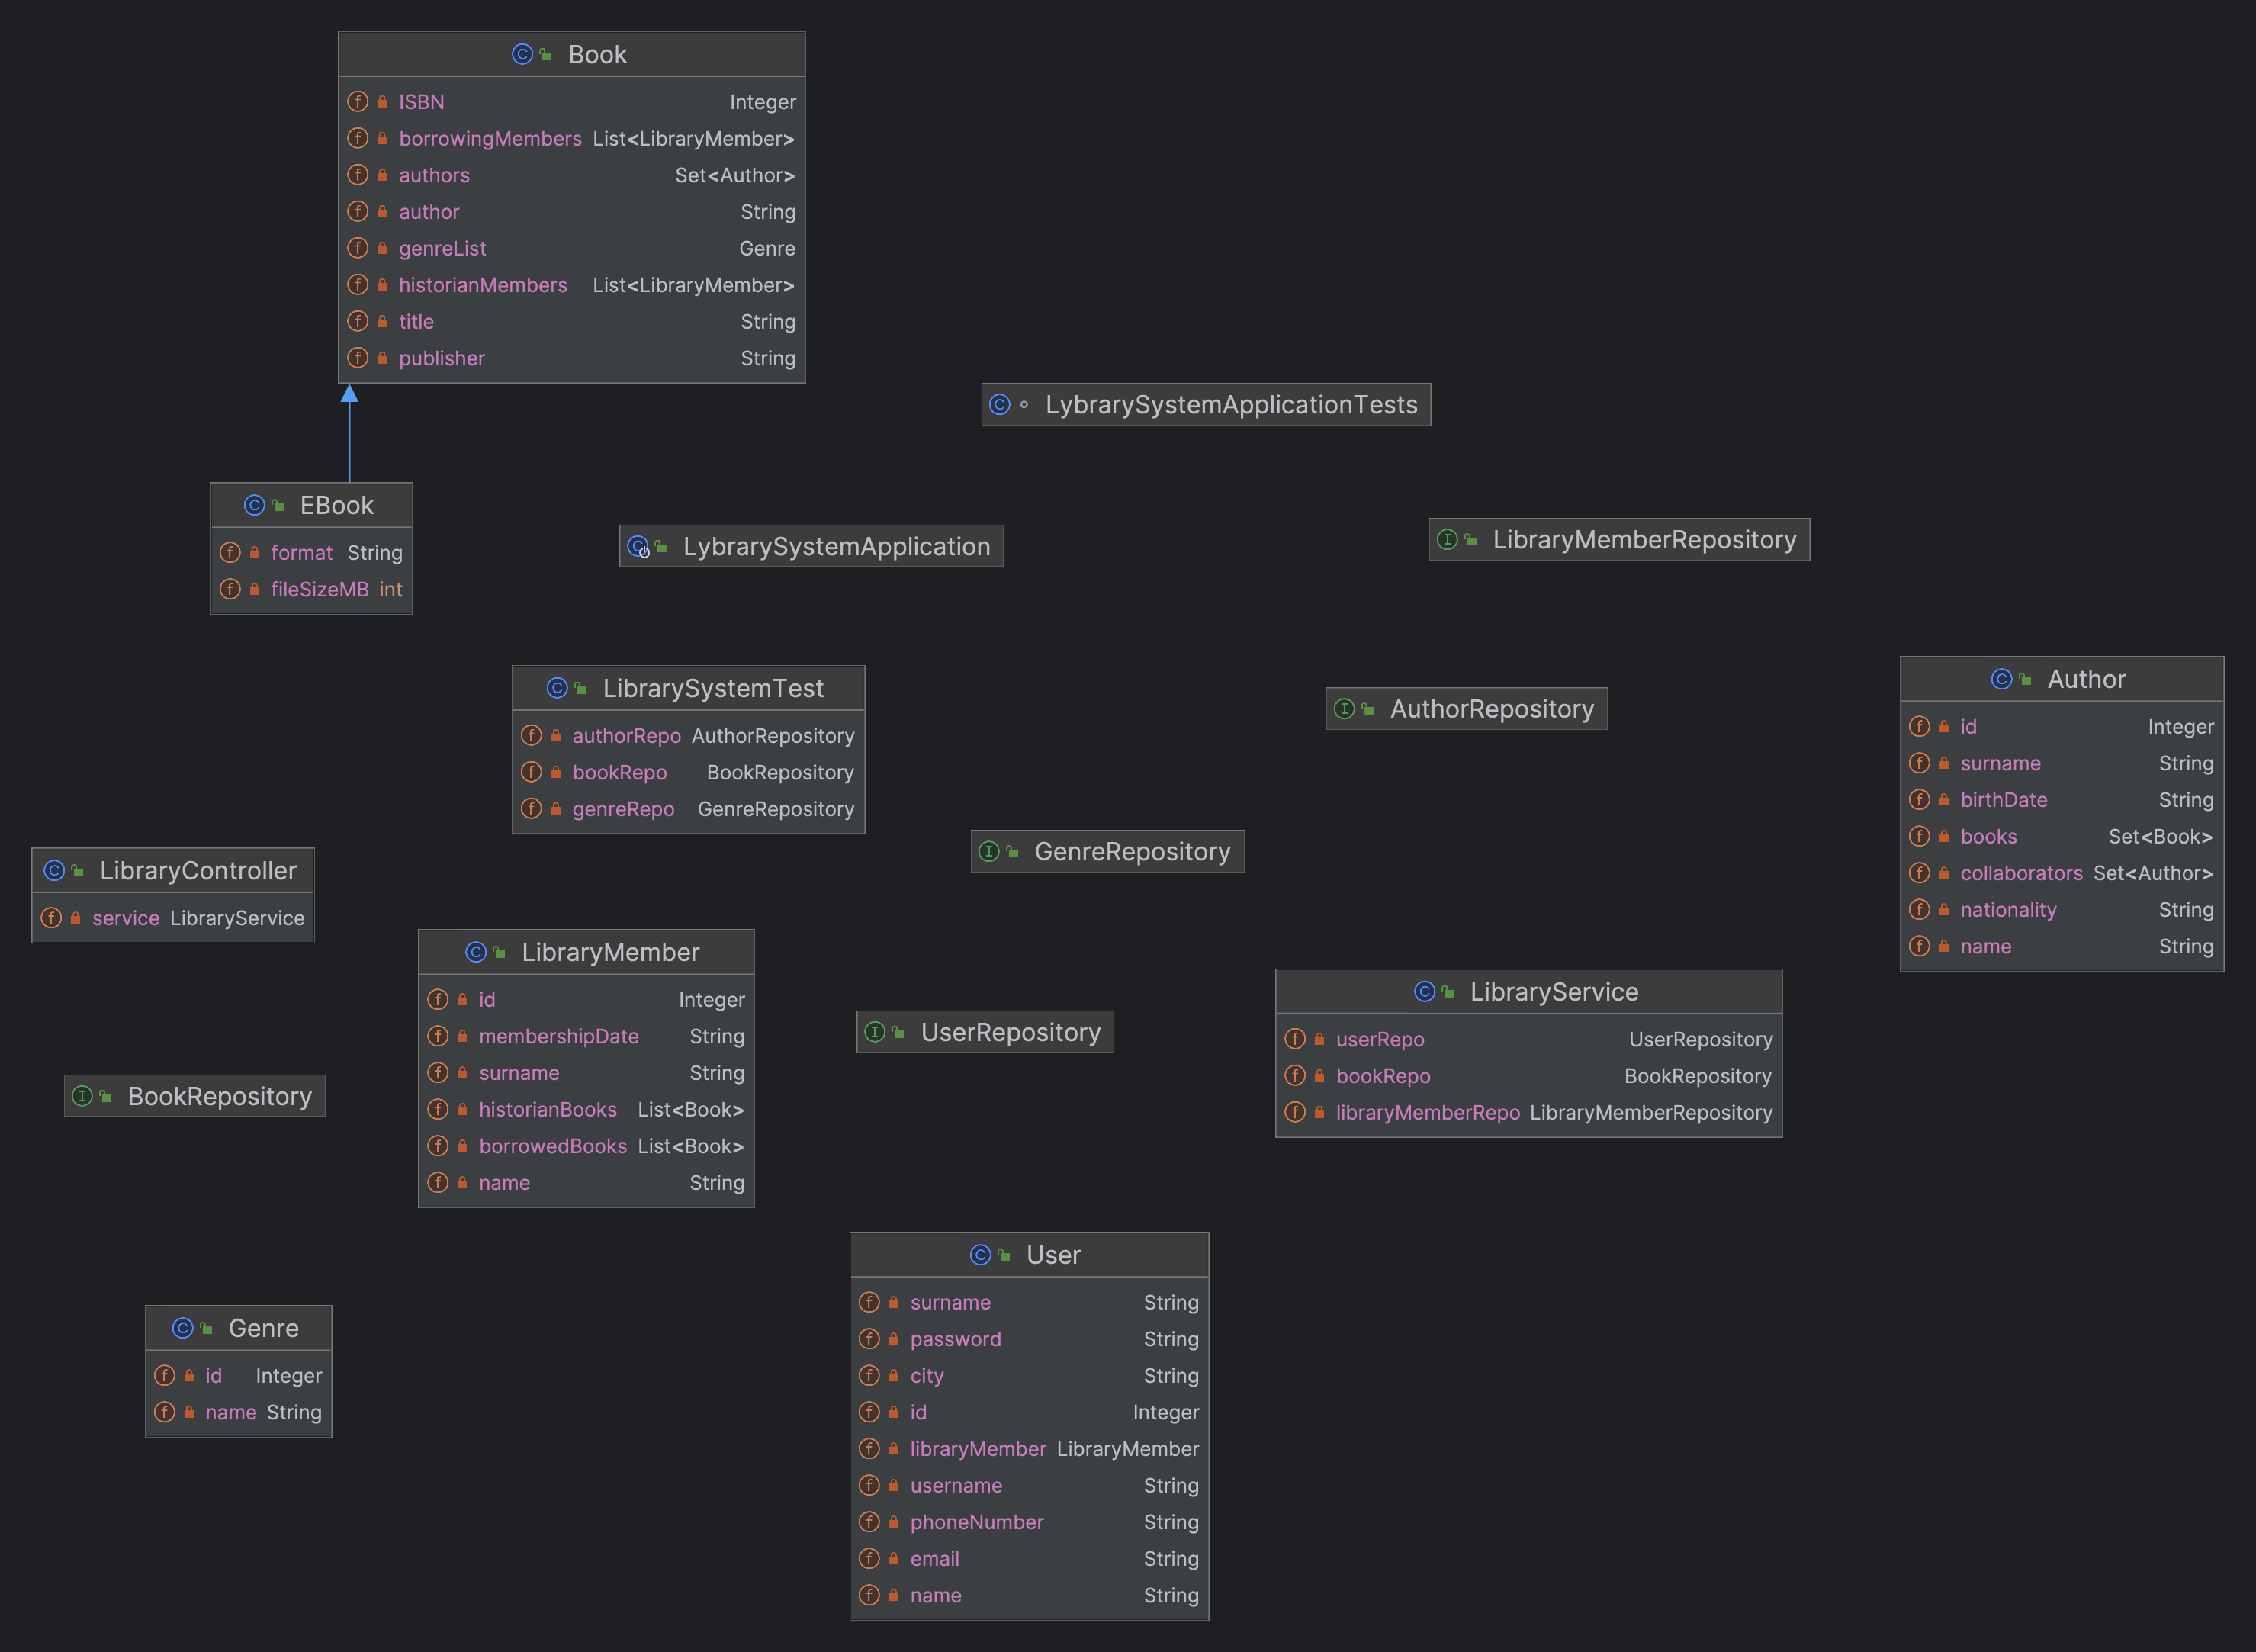 Book
ISBN Integer
borrowingMembers List<LibraryMember>
authors Set<Author>
author String
genreList Genre
historianMembers List<LibraryMember>
title String
publisher String
LybrarySystemApplicationTests
EBook
format String
fileSizeMB int
LybrarySystemApplication
LibraryMemberRepository
LibrarySystemTest
authorRepo AuthorRepository
bookRepo BookRepository
genreRepo GenreRepository
AuthorRepository
Author
id Integer
surname String
birthDate String
books Set<Book>
collaborators Set<Author>
nationality String
name String
GenreRepository
LibraryController
service LibraryService
LibraryMember
id Integer
membershipDate String
surname String
historianBooks List<Book>
borrowedBooks List<Book>
name String
UserRepository
LibraryService
userRepo UserRepository
bookRepo BookRepository
libraryMemberRepo LibraryMemberRepository
BookRepository
User
surname String
password String
city String
id Integer
libraryMember LibraryMember
username String
phoneNumber String
email String
name String
Genre
id Integer
name String